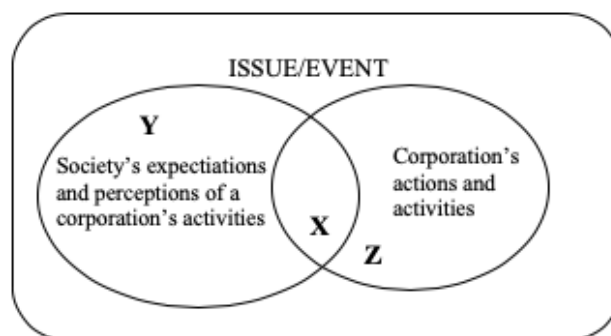 ISSUE/EVENT
Y
Society's expectiations
and perceptions of a
corporation's activities
X
Corporation's
actions and
activities
Z